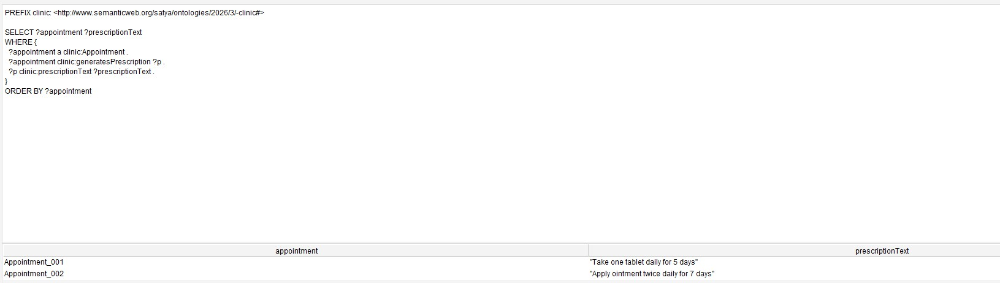 PREFIX clinic: <http://www.semanticweb.org/satya/ontologies/2026/3/-clinic#>
SELECT ?appointment ?prescriptionText
WHERE {
?appointment a clinic:Appointment .
?appointment clinic:generatesPrescription ?p .
?p clinic:prescriptionText ?prescriptionText .
}
ORDER BY ?appointment
appointment prescriptionText
Appointment_001 "Take one tablet daily for 5 days"
Appointment_002 "Apply ointment twice daily for 7 days"